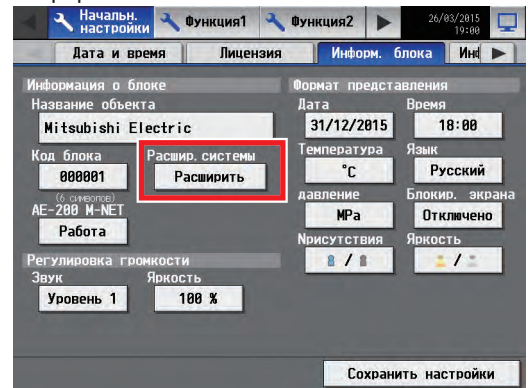 Начальн. настройки
Функция1
Функция2
26/03/2015
19:00
Дата и время
Лицензия
Информ. блока
Инф
Информация о блоке
Название объекта
Mitsubishi Electric
Код блока
000001
(6 символов)
Расшир. системы
Расширить
AE-200 M-NET
Работа
Регулировка громкости
Звук
Уровень 1
Яркость
100 %
Формат представления
Дата
31/12/2015
Время
18:00
Температура
°C
Язык
Русский
давление
MPa
Блокир. экрана
Отключено
Nрисутствия
/
Яркость
/
Сохранить настройки